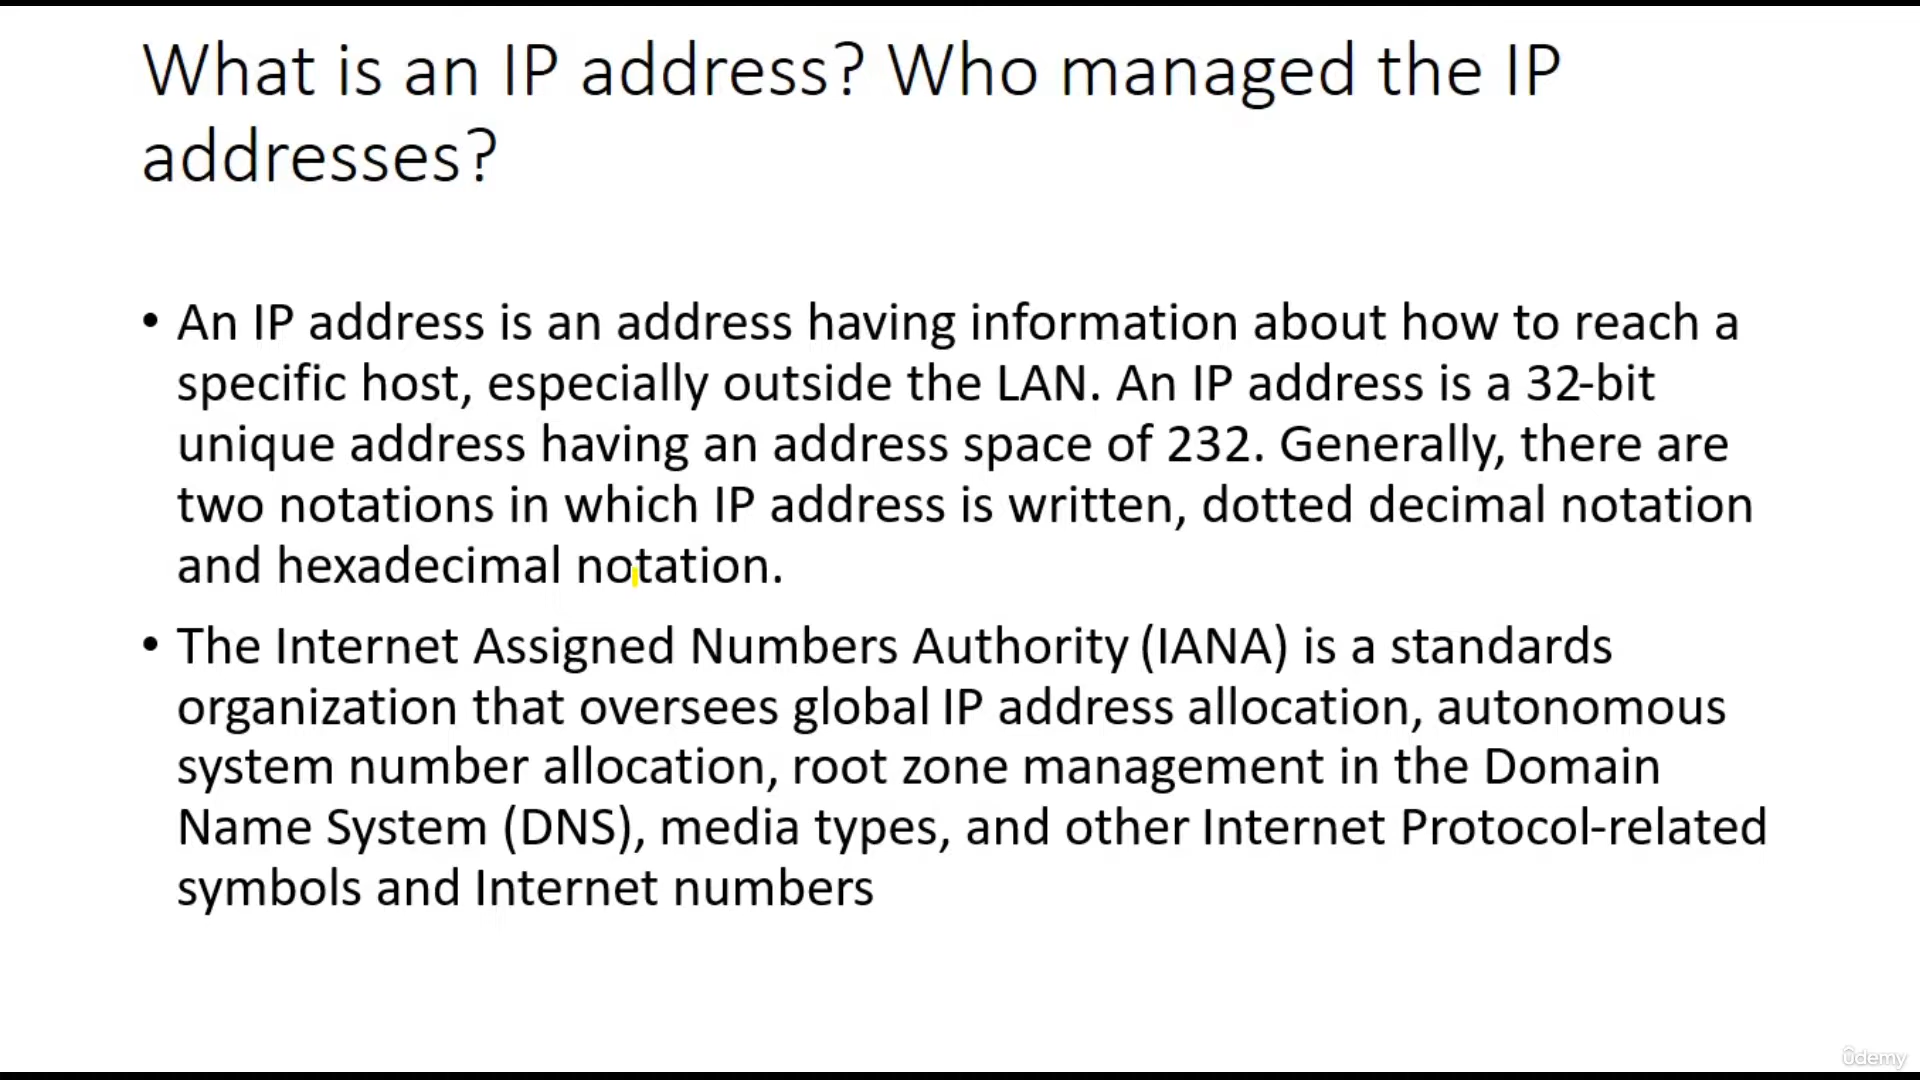 What is an IP address? Who managed the IP
addresses?
• An IP address is an address having information about how to reach a
specific host, especially outside the LAN. An IP address is a 32-bit
unique address having an address space of 232. Generally, there are
two notations in which IP address is written, dotted decimal notation
and hexadecimal notation.
• The Internet Assigned Numbers Authority (IANA) is a standards
organization that oversees global IP address allocation, autonomous
system number allocation, root zone management in the Domain
Name System (DNS), media types, and other Internet Protocol-related
symbols and Internet numbers
ûdemy